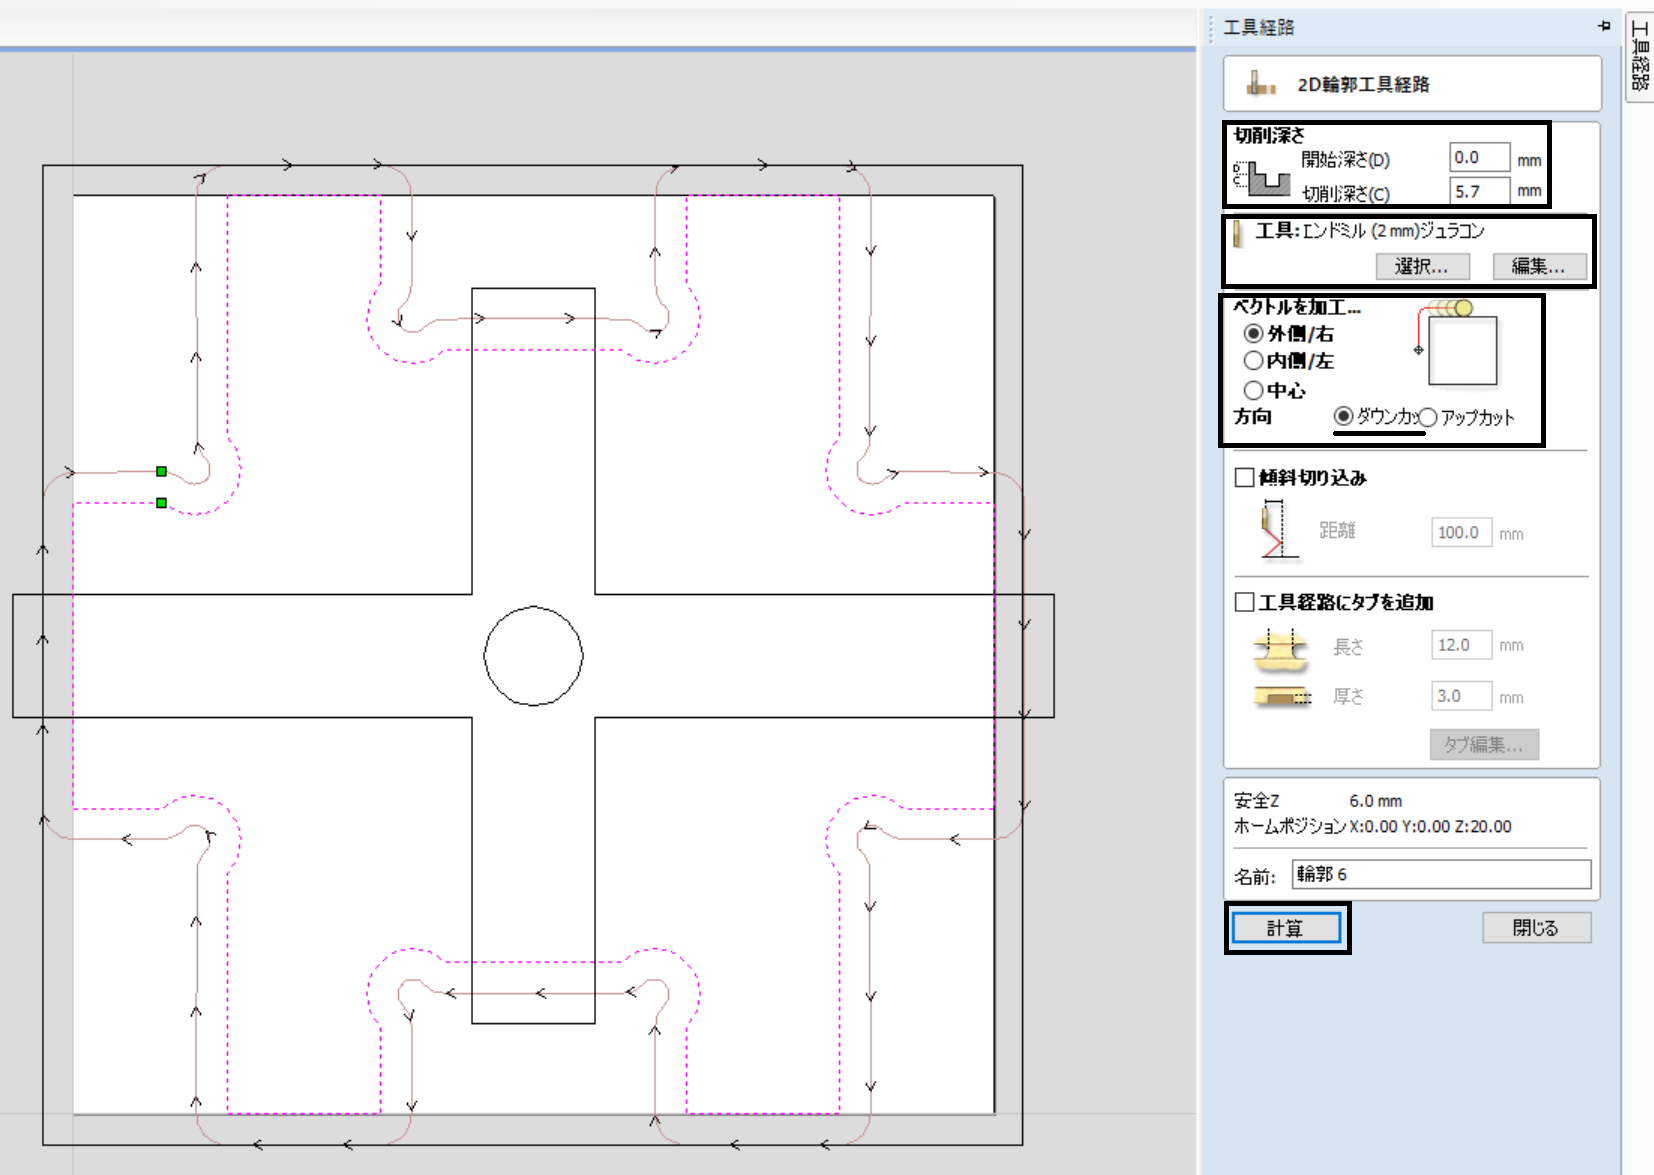 工具経路
工具経路
2D輪郭工具経路
切削深さ
開始深さ(D) 0.0 mm
切削深さ(C) 5.7 mm
D
C
工具:エンドミル (2 mm)ジュラコン
選択... 編集...
ベクトルを加工...
外側/右
内側/左
中心
方向 ダウンカッ アップカット
傾斜切り込み
距離 100.0 mm
工具経路にタブを追加
長さ 12.0 mm
厚さ 3.0 mm
タブ編集...
安全Z 6.0 mm
ホームポジション X:0.00 Y:0.00 Z:20.00
名前: 輪郭 6
計算 閉じる